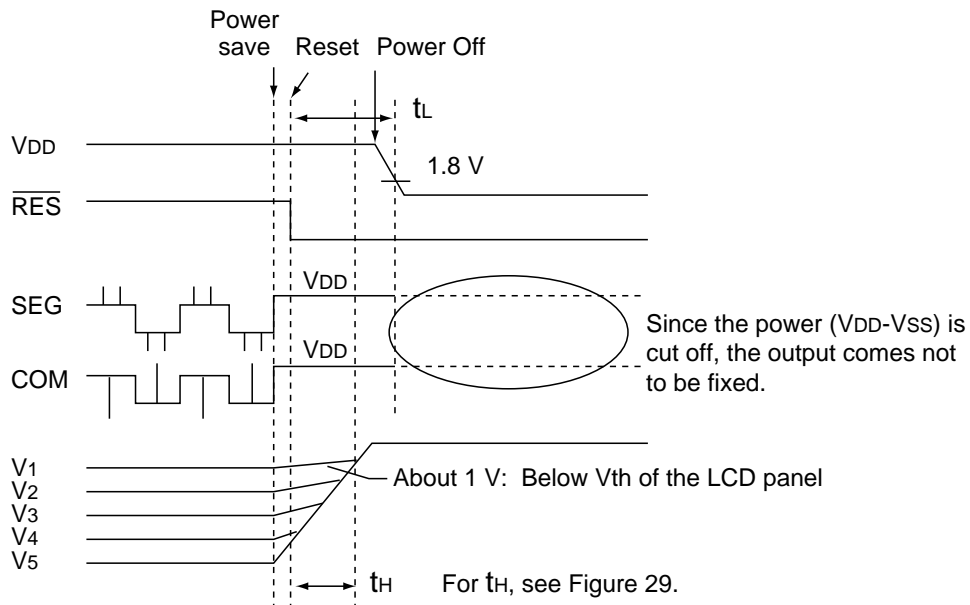 Power
save Reset Power Off
tL
VDD
1.8 V
RES
VDD
SEG
Since the power (VDD-VSS) is
cut off, the output comes not
to be fixed.
VDD
COM
V1
About 1 V: Below Vth of the LCD panel
V2
V3
V4
V5
tH For tH, see Figure 29.